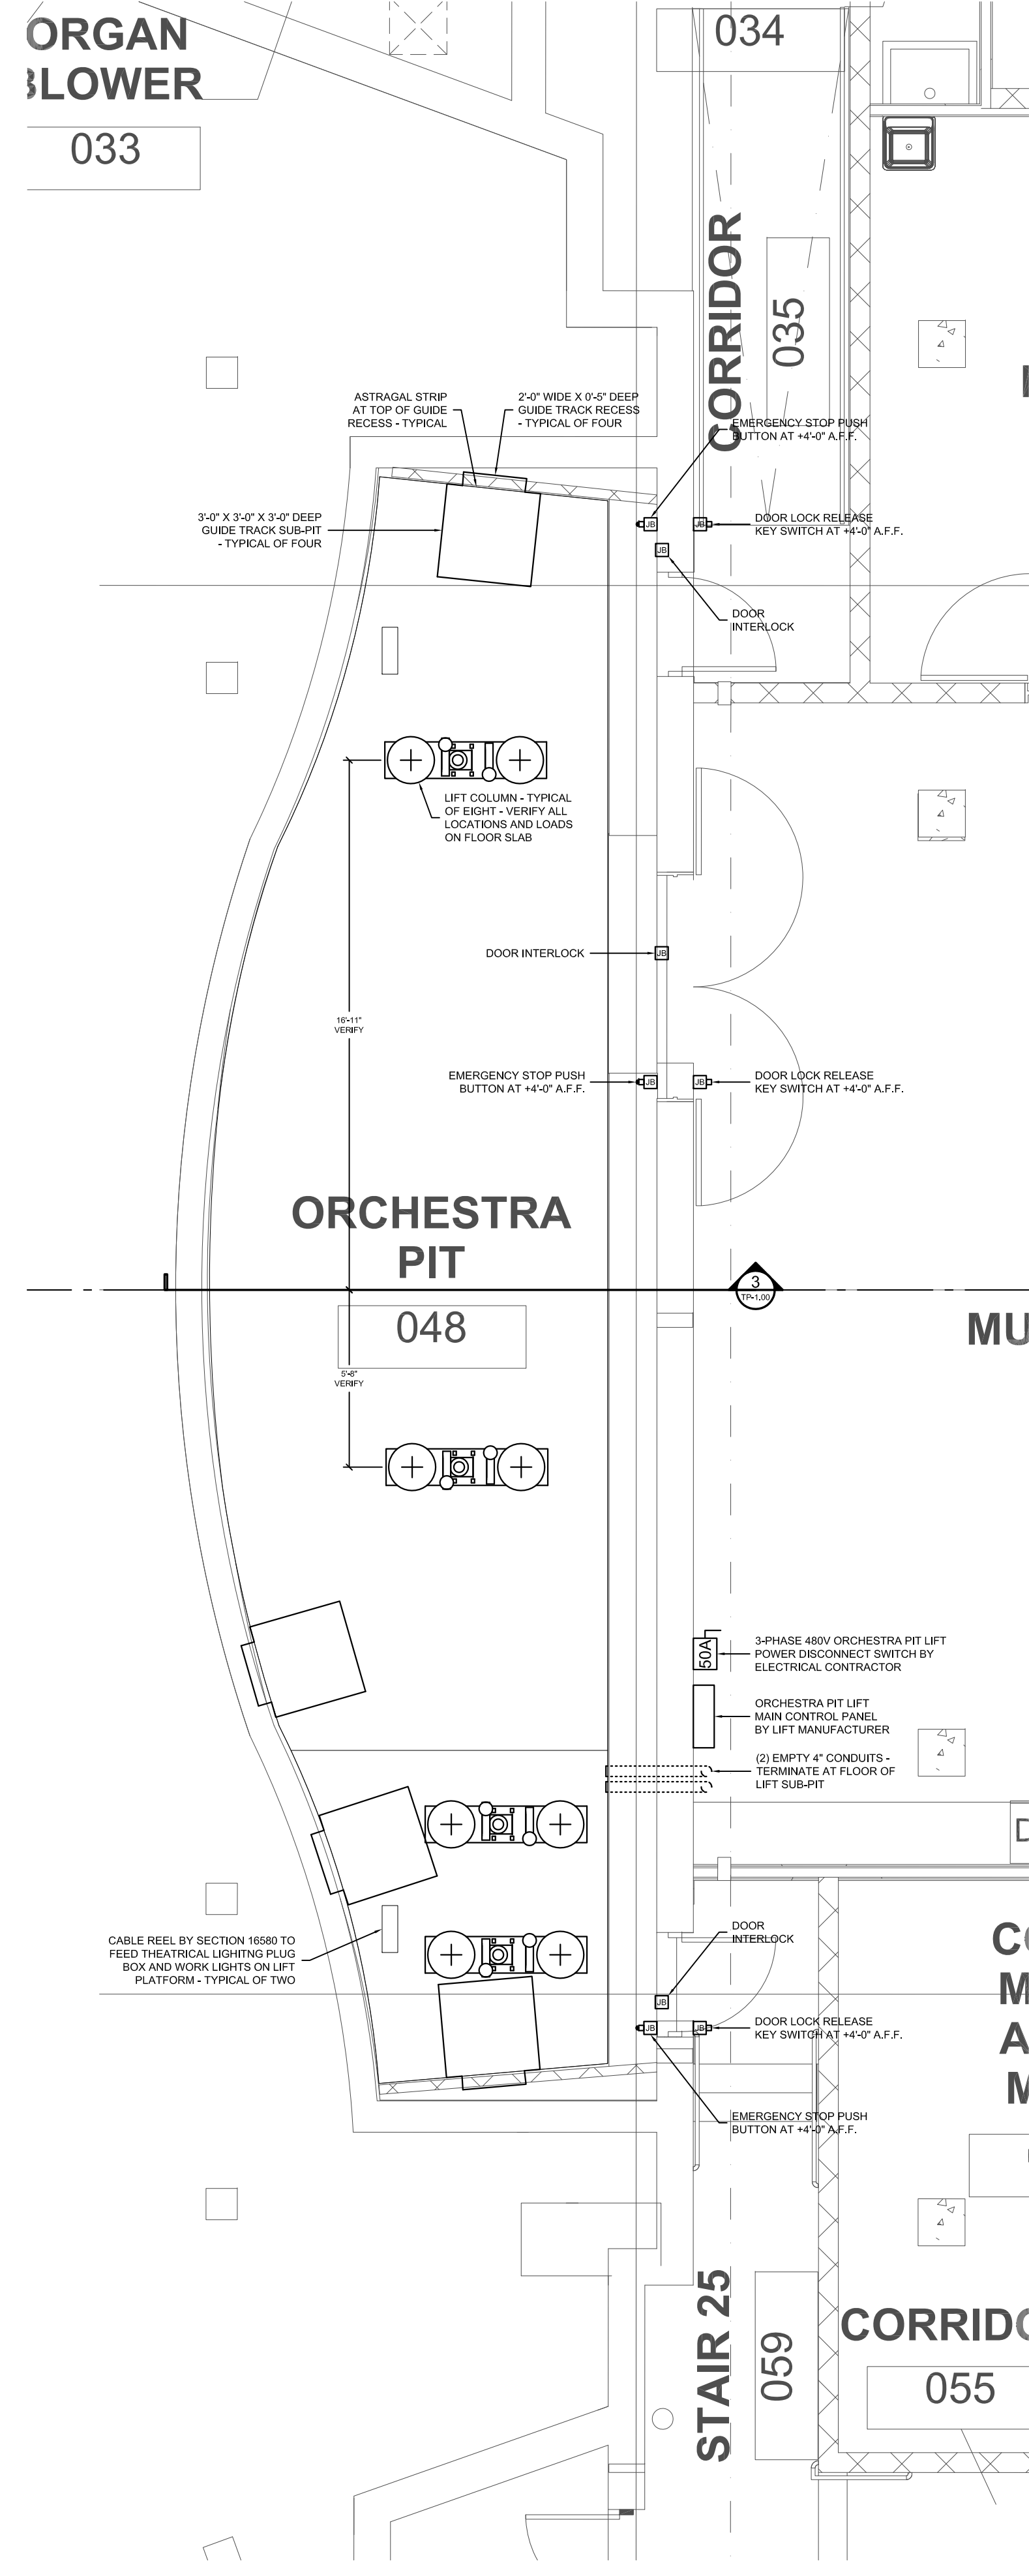 ORGAN
BLOWER
033
034
CORRIDOR
035
ASTRAGAL STRIP
AT TOP OF GUIDE
RECESS - TYPICAL
2'-0" WIDE X 0'-5" DEEP
GUIDE TRACK RECESS
- TYPICAL OF FOUR
EMERGENCY STOP PUSH
BUTTON AT +4'-0" A.F.F.
3'-0" X 3'-0" X 3'-0" DEEP
GUIDE TRACK SUB-PIT
- TYPICAL OF FOUR
JB
JB
DOOR LOCK RELEASE
KEY SWITCH AT +4'-0" A.F.F.
JB
DOOR
INTERLOCK
LIFT COLUMN - TYPICAL
OF EIGHT - VERIFY ALL
LOCATIONS AND LOADS
ON FLOOR SLAB
DOOR INTERLOCK
JB
16'-11"
VERIFY
EMERGENCY STOP PUSH
BUTTON AT +4'-0" A.F.F.
JB
JB
DOOR LOCK RELEASE
KEY SWITCH AT +4'-0" A.F.F.
ORCHESTRA
PIT
048
3
TP-1.00
MU
5'-8"
VERIFY
50A
3-PHASE 480V ORCHESTRA PIT LIFT
POWER DISCONNECT SWITCH BY
ELECTRICAL CONTRACTOR
ORCHESTRA PIT LIFT
MAIN CONTROL PANEL
BY LIFT MANUFACTURER
(2) EMPTY 4" CONDUITS -
TERMINATE AT FLOOR OF
LIFT SUB-PIT
D
CABLE REEL BY SECTION 16580 TO
FEED THEATRICAL LIGHITNG PLUG
BOX AND WORK LIGHTS ON LIFT
PLATFORM - TYPICAL OF TWO
DOOR
INTERLOCK
JB
CO
M
A
M
JB
JB
DOOR LOCK RELEASE
KEY SWITCH AT +4'-0" A.F.F.
EMERGENCY STOP PUSH
BUTTON AT +4'-0" A.F.F.
STAIR 25
059
CORRIDO
055